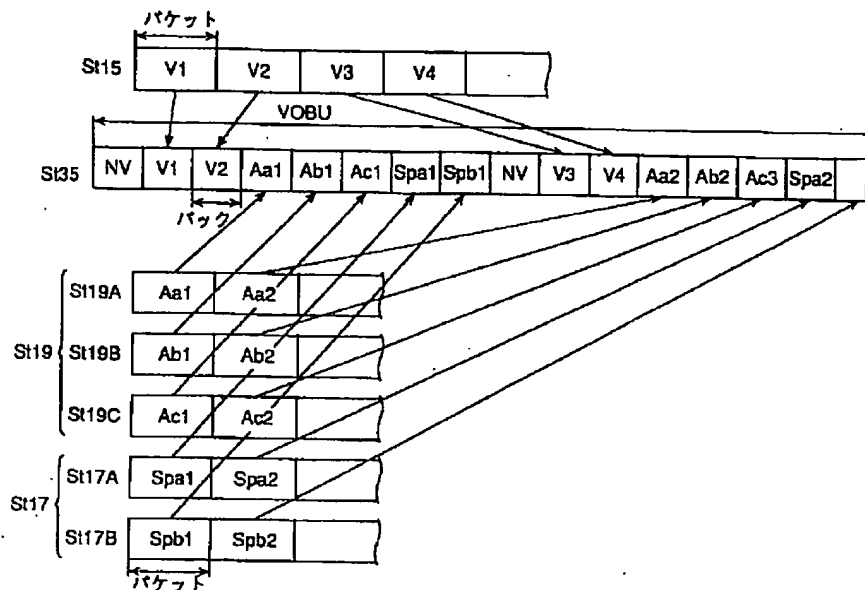 パケット
St15 V1 V2 V3 V4
VOBU
St35 NV V1 V2 Aa1 Ab1 Ac1 Spa1 Spb1 NV V3 V4 Aa2 Ab2 Ac3 Spa2
パック
St19A Aa1 Aa2
St19 St19B Ab1 Ab2
St19C Ac1 Ac2
St17A Spa1 Spa2
St17
St17B Spb1 Spb2
パケット